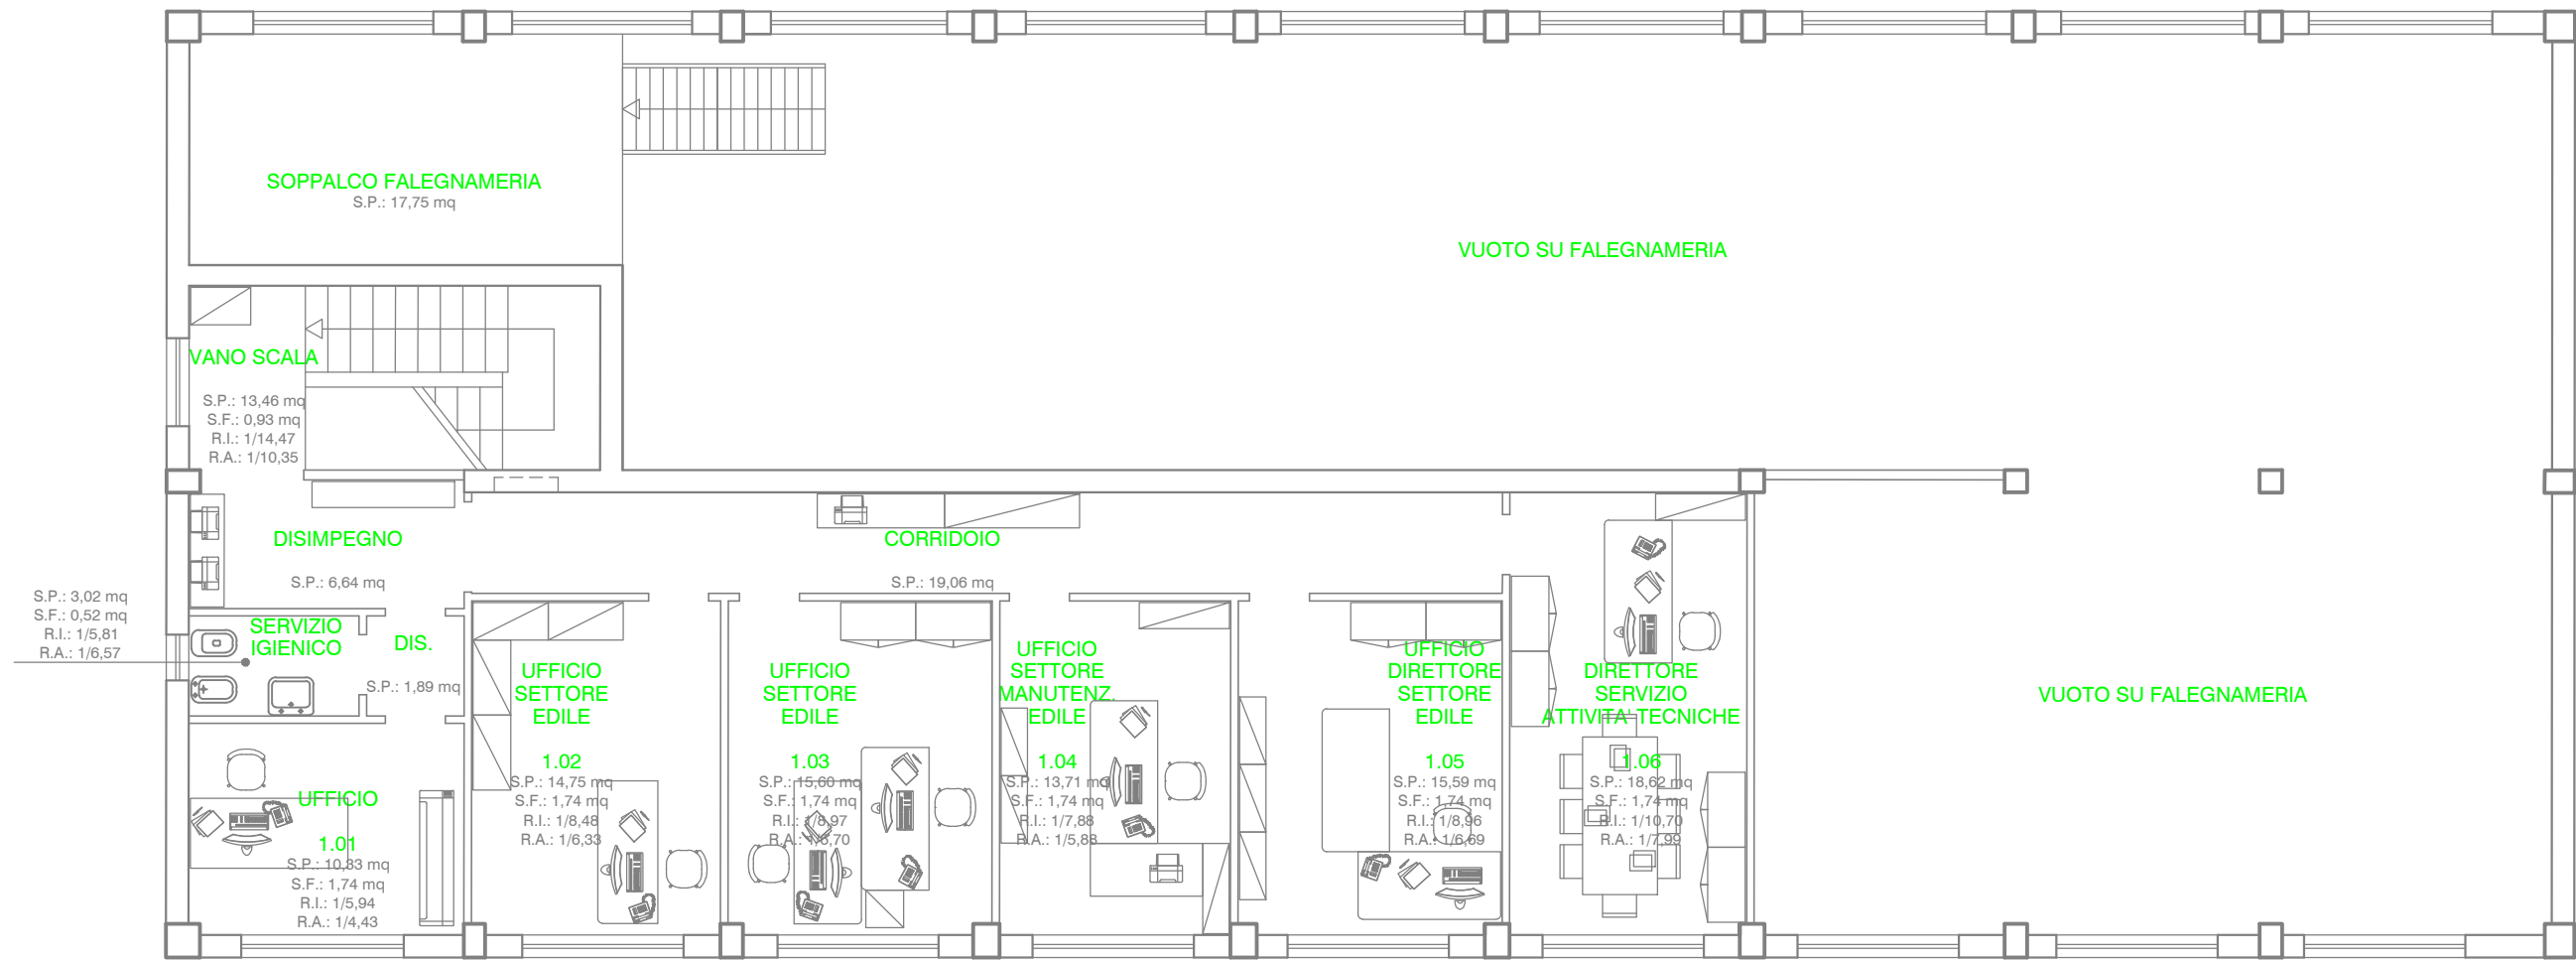 SOPPALCO FALEGNAMERIA
S.P.: 17,75 mq
VUOTO SU FALEGNAMERIA
VANO SCALA
S.P.: 13,46 mq
S.F.: 0,93 mq
R.I.: 1/14,47
R.A.: 1/10,35
DISIMPEGNO
S.P.: 6,64 mq
CORRIDOIO
S.P.: 19,06 mq
S.P.: 3,02 mq
S.F.: 0,52 mq
R.I.: 1/5,81
R.A.: 1/6,57
SERVIZIO
IGIENICO
DIS.
S.P.: 1,89 mq
UFFICIO
1.01
S.P.: 10,33 mq
S.F.: 1,74 mq
R.I.: 1/5,94
R.A.: 1/4,43
UFFICIO
SETTORE
EDILE
1.02
S.P.: 14,75 mq
S.F.: 1,74 mq
R.I.: 1/8,48
R.A.: 1/6,33
UFFICIO
SETTORE
EDILE
1.03
S.P.: 15,60 mq
S.F.: 1,74 mq
R.I.: 1/8,97
R.A.: 1/6,70
UFFICIO
SETTORE
MANUTENZ.
EDILE
1.04
S.P.: 13,71 mq
S.F.: 1,74 mq
R.I.: 1/7,88
R.A.: 1/5,88
UFFICIO
DIRETTORE
SETTORE
EDILE
1.05
S.P.: 15,59 mq
S.F.: 1,74 mq
R.I.: 1/8,96
R.A.: 1/6,69
DIRETTORE
SERVIZIO
ATTIVITA' TECNICHE
1.06
S.P.: 18,62 mq
S.F.: 1,74 mq
R.I.: 1/10,70
R.A.: 1/7,99
VUOTO SU FALEGNAMERIA